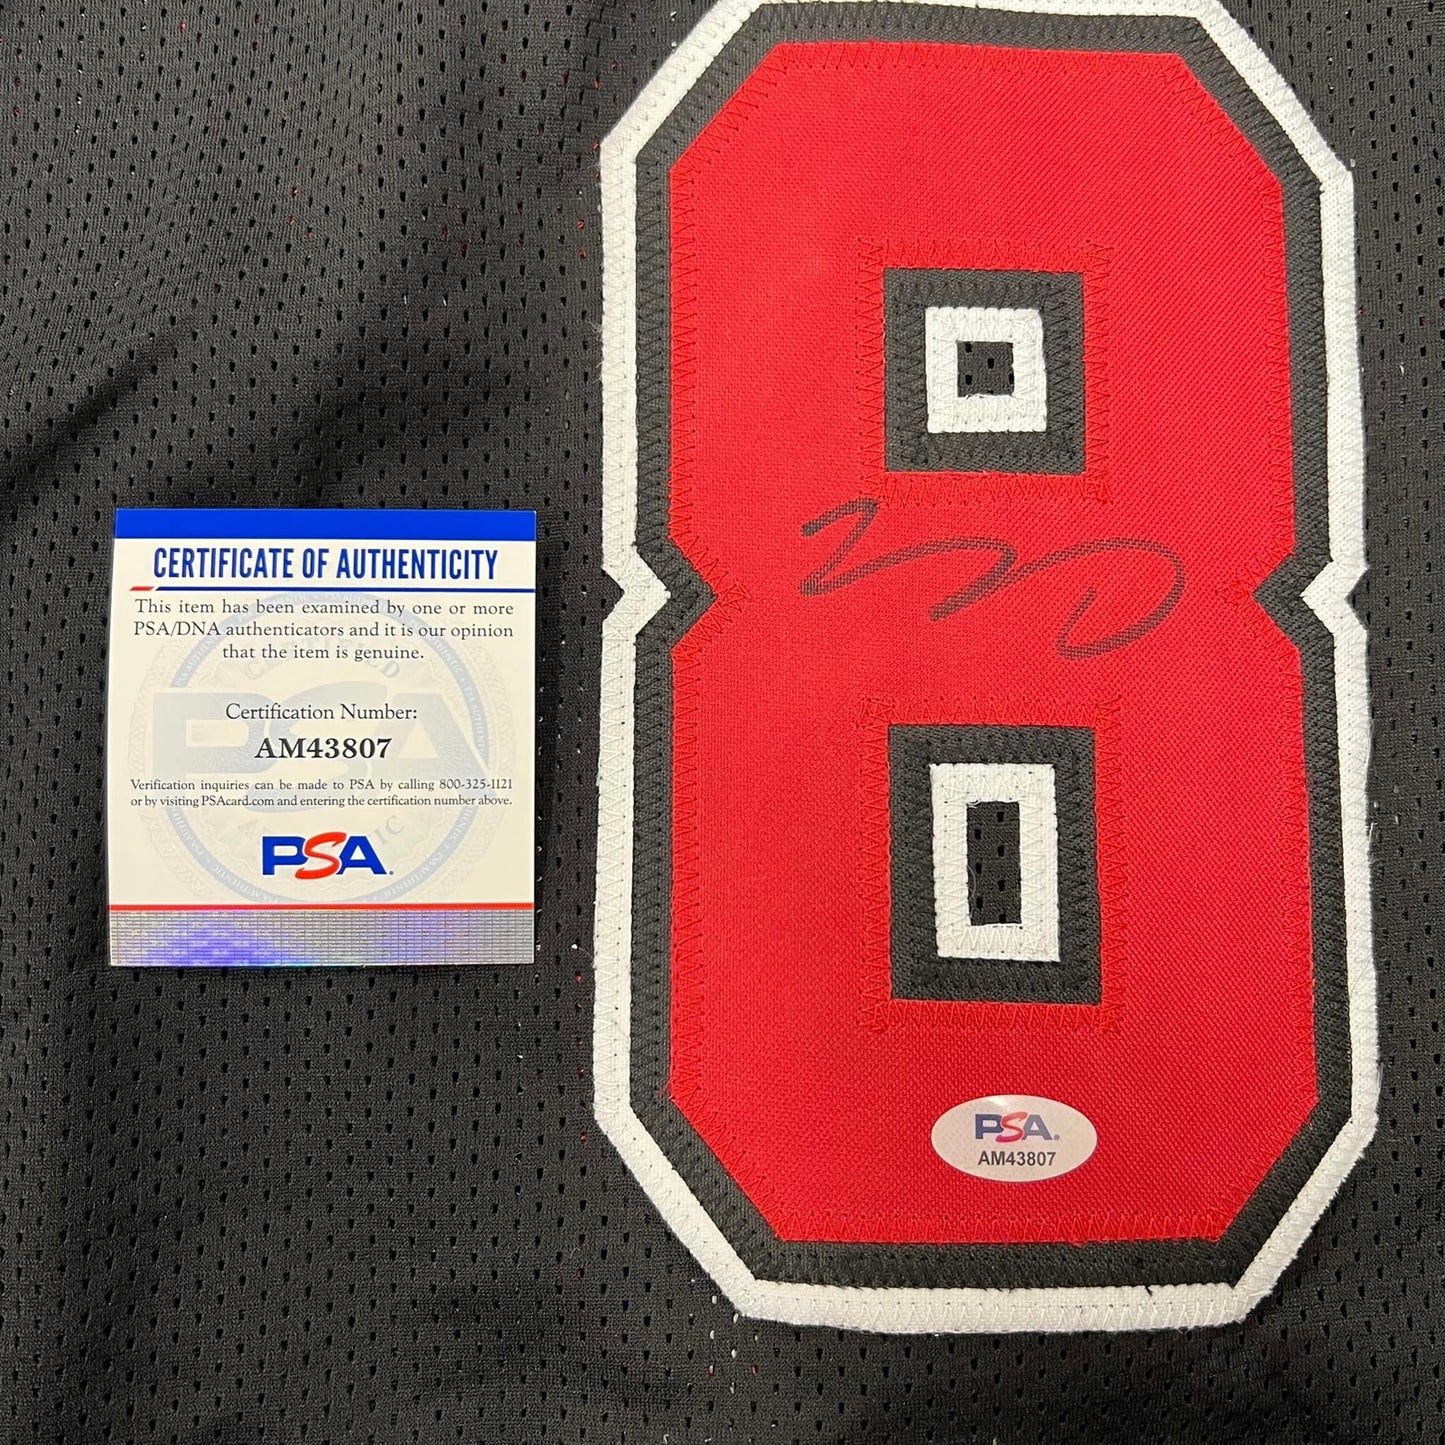 CERTIFICATE OF AUTHENTICITY
This item has been examined by one or more
PSA/DNA authenticators and it is our opinion
that the item is genuine.
Certification Number:
AM43807
Verification inquiries can be made to PSA by calling 800-325-1121
or by visiting PSAcard.com and entering the certification number above.
PSA.
8
PSA.
AM43807